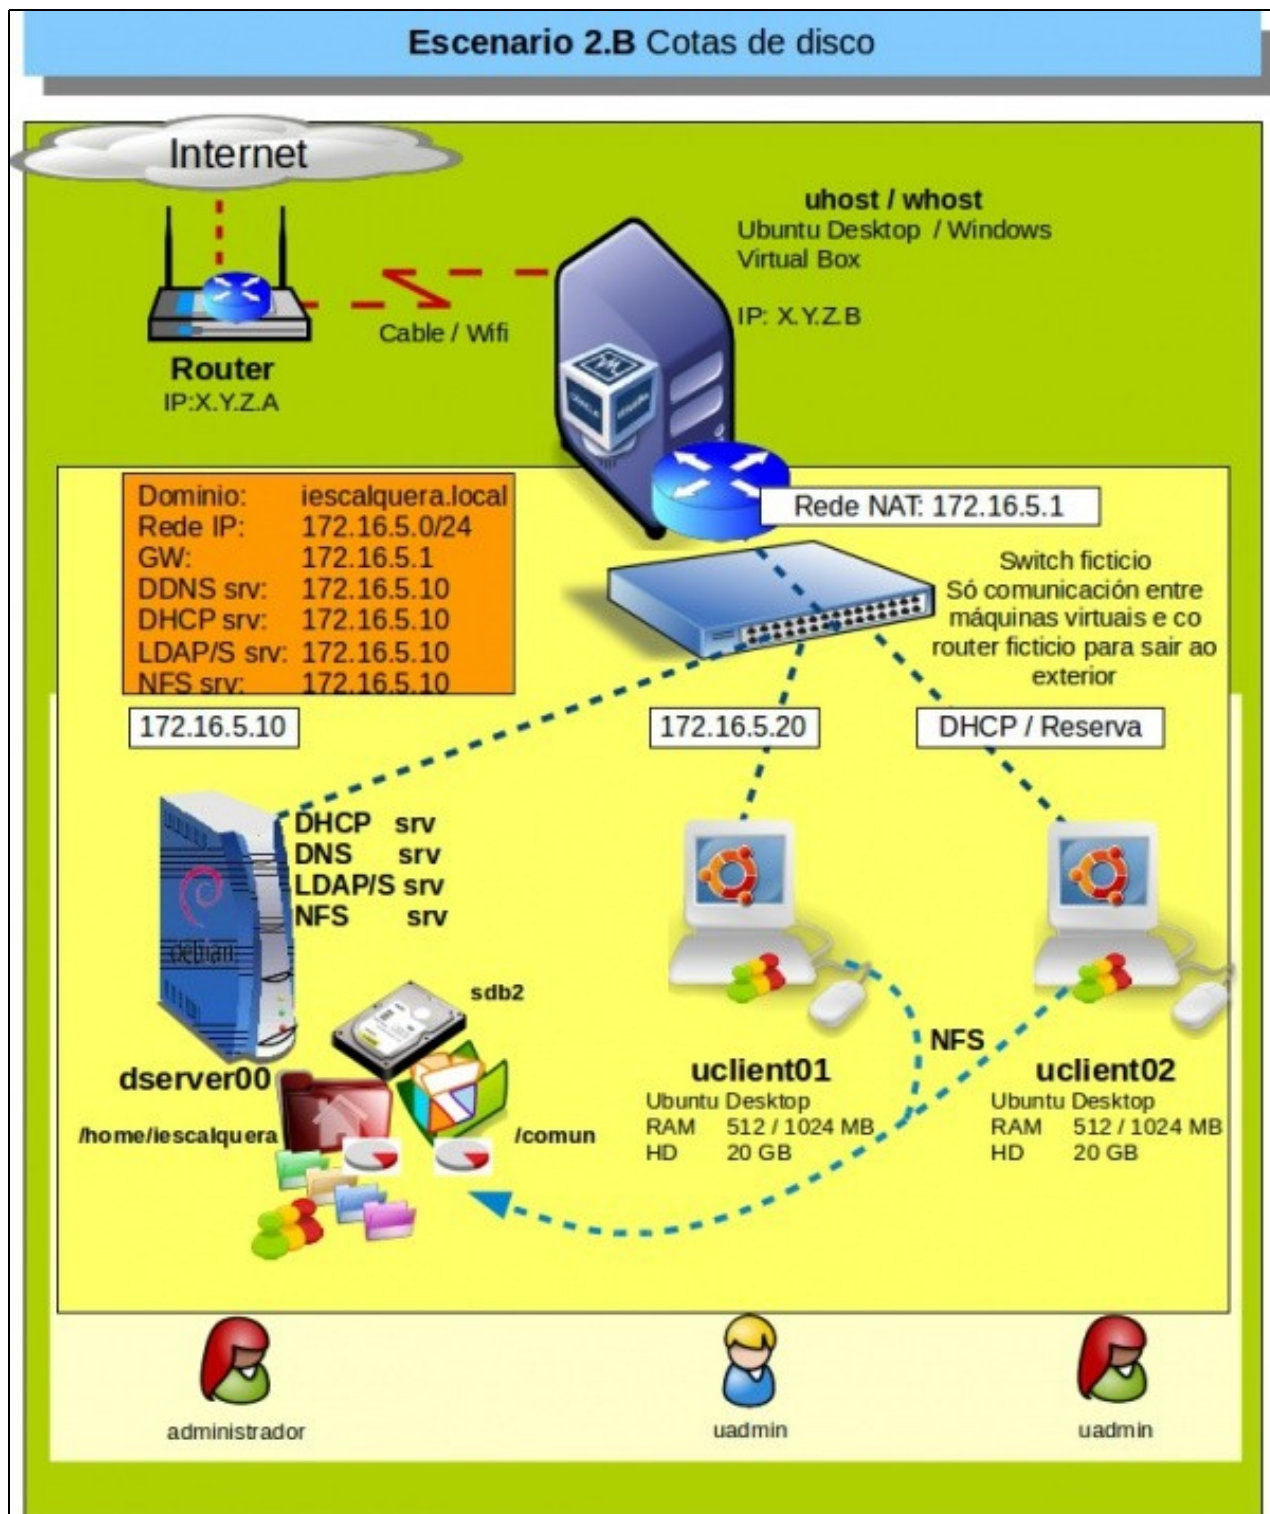 Escenario 2.B Cotas de disco
Internet
uhost / whost
Ubuntu Desktop / Windows
Virtual Box
IP: X.Y.Z.B
Cable / Wifi
Router
IP:X.Y.Z.A
Dominio: iescalquera.local
Rede IP: 172.16.5.0/24
GW: 172.16.5.1
DDNS srv: 172.16.5.10
DHCP srv: 172.16.5.10
LDAP/S srv: 172.16.5.10
NFS srv: 172.16.5.10
Rede NAT: 172.16.5.1
Switch ficticio
Só comunicación entre
máquinas virtuais e co
router ficticio para sair ao
exterior
172.16.5.10
172.16.5.20
DHCP / Reserva
DHCP srv
DNS srv
LDAP/S srv
NFS srv
debian
sdb2
dserver00
/home/iescalquera
/comun
NFS
uclient01
Ubuntu Desktop
RAM 512 / 1024 MB
HD 20 GB
uclient02
Ubuntu Desktop
RAM 512 / 1024 MB
HD 20 GB
administrador
uadmin
uadmin